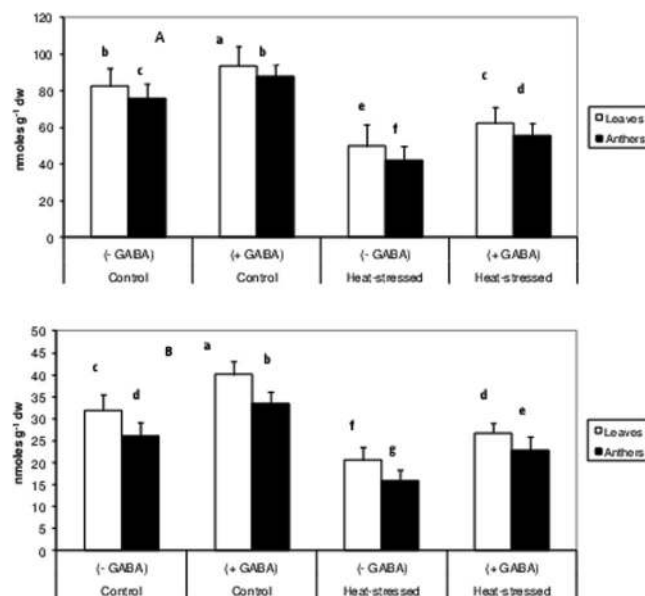 120
100
80
60
40
20
0
nmoles g⁻¹ dw
b
c
A
a
b
e
f
c
d
(- GABA) (+ GABA) (- GABA) (+ GABA)
Control Control Heat-stressed Heat-stressed
Leaves
Anthers
50
45
40
35
30
25
20
15
10
5
0
nmoles g⁻¹ dw
c
d
B
a
b
f
g
d
e
(- GABA) (+ GABA) (- GABA) (+ GABA)
Control Control Heat-stressed Heat-stressed
Leaves
Anthers